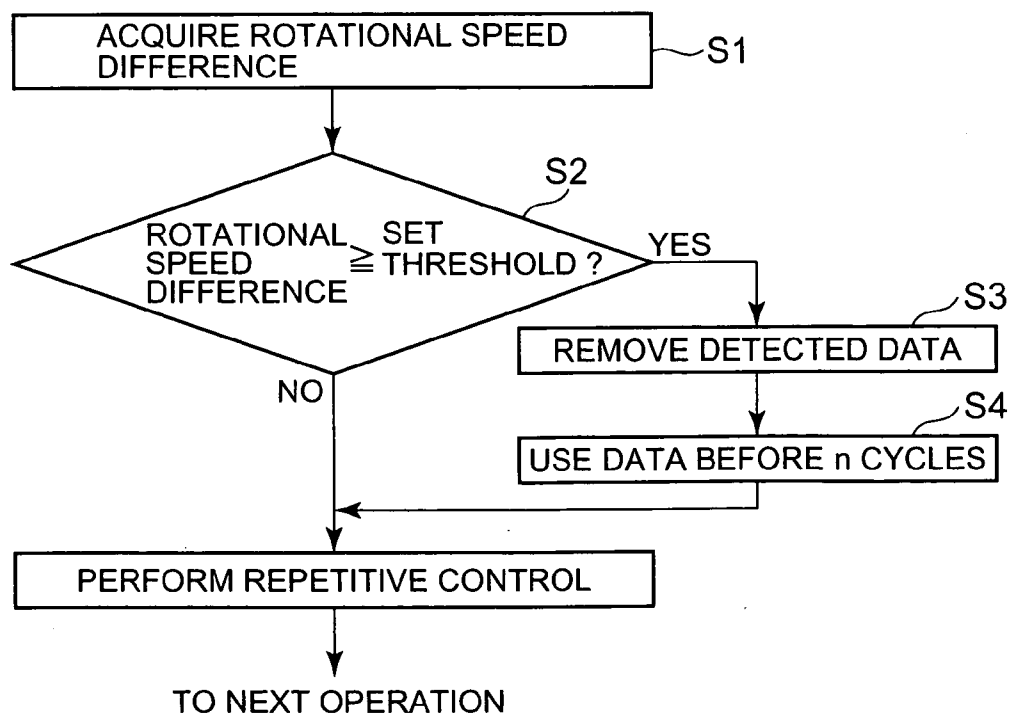 ACQUIRE ROTATIONAL SPEED
DIFFERENCE
S1
S2
ROTATIONAL
SPEED
DIFFERENCE
≧
SET
THRESHOLD ?
YES
S3
REMOVE DETECTED DATA
NO
S4
USE DATA BEFORE n CYCLES
PERFORM REPETITIVE CONTROL
TO NEXT OPERATION